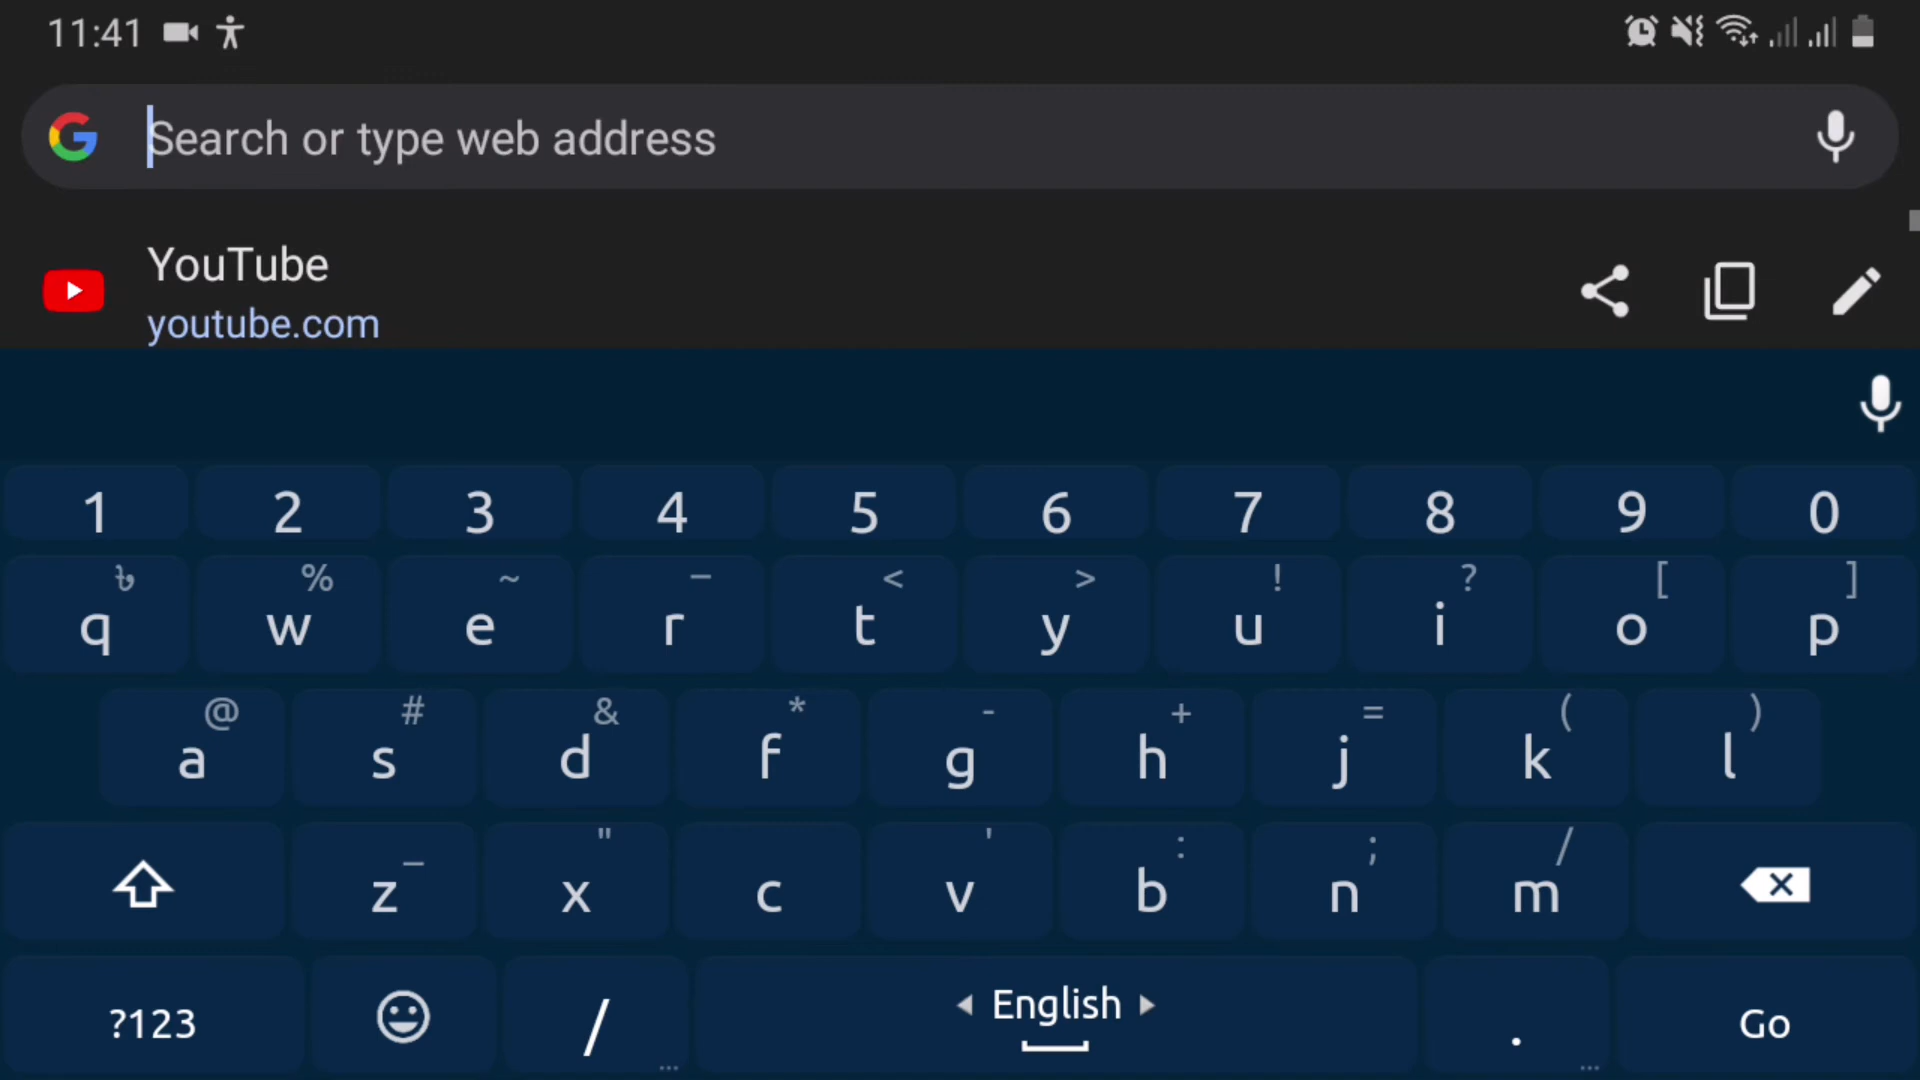 11:41
Search or type web address
YouTube
youtube.com
1 2 3 4 5 6 7 8 9 0
৳ % ~ – < > ! ? [ ]
q w e r t y u i o p
@ # & * - + = ( )
a s d f g h j k l
_ " ' : ; /
z x c v b n m
?123 / English . Go